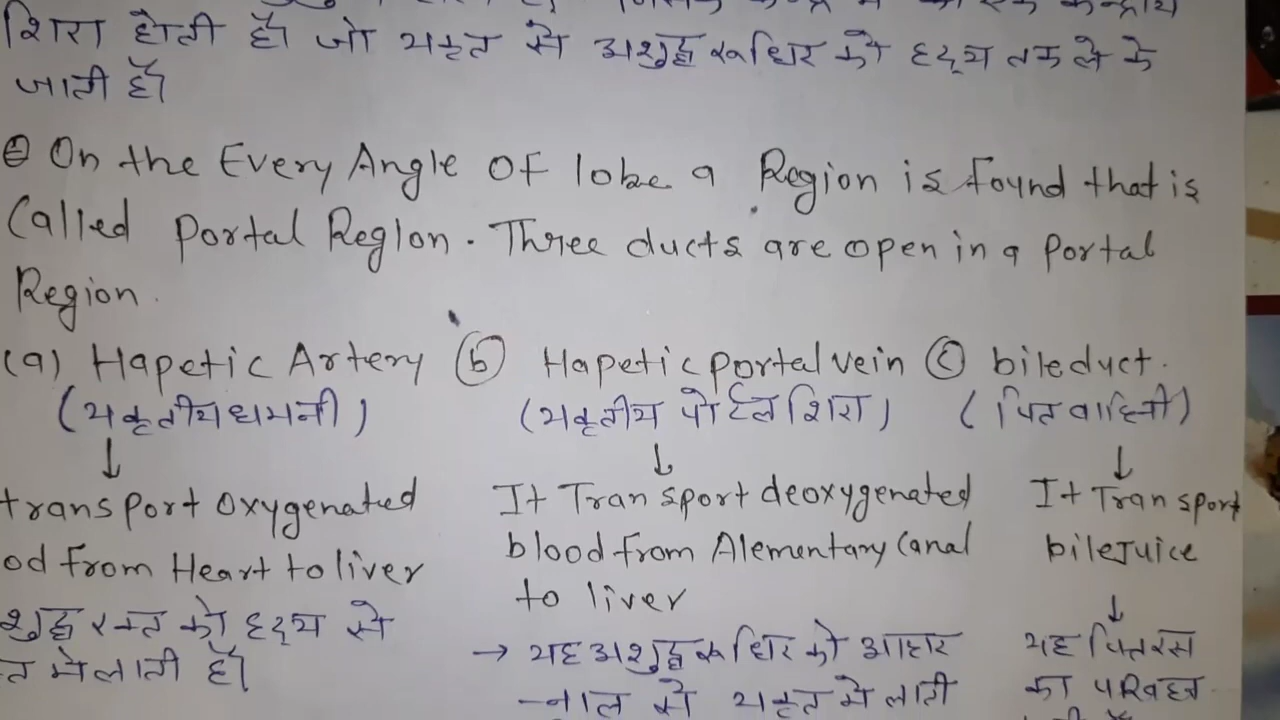 शिरा होती है। जो यकृत से अशुद्ध रूधिर को हृदय तक ले के
जाती है।
On the Every Angle OF lobe a Region is found that is
Called Portal Region. Three ducts are open in a Portal
Region.
(a) Hapetic Artery (b) Hapetic portal vein (c) bileduct.
(यकृतीय धमनी) (यकृतीय पोर्टल शिरा) (पित वाहिनी)
↓ ↓ ↓
transport oxygenated It Transport deoxygenated It Transport
od from Heart to liver blood from Alementary Canal bileJuice
to liver ↓
शुद्ध रक्त को हृदय से → यह अशुद्ध रूधिर को आहार यह पितरस
त मे लाती है। -नाल से यकृत मे लाती का परिवहन